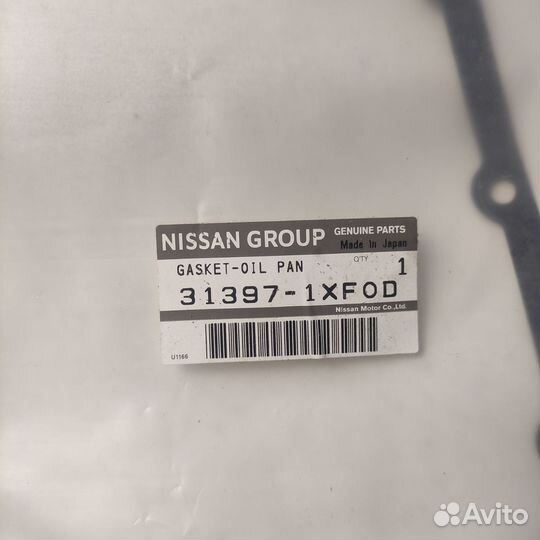 NISSAN GROUP
GENUINE PARTS
Made in Japan
GASKET-OIL PAN
Q'TY
1
31397-1XF0D
Nissan Motor Co.,Ltd.
U1166
Avito